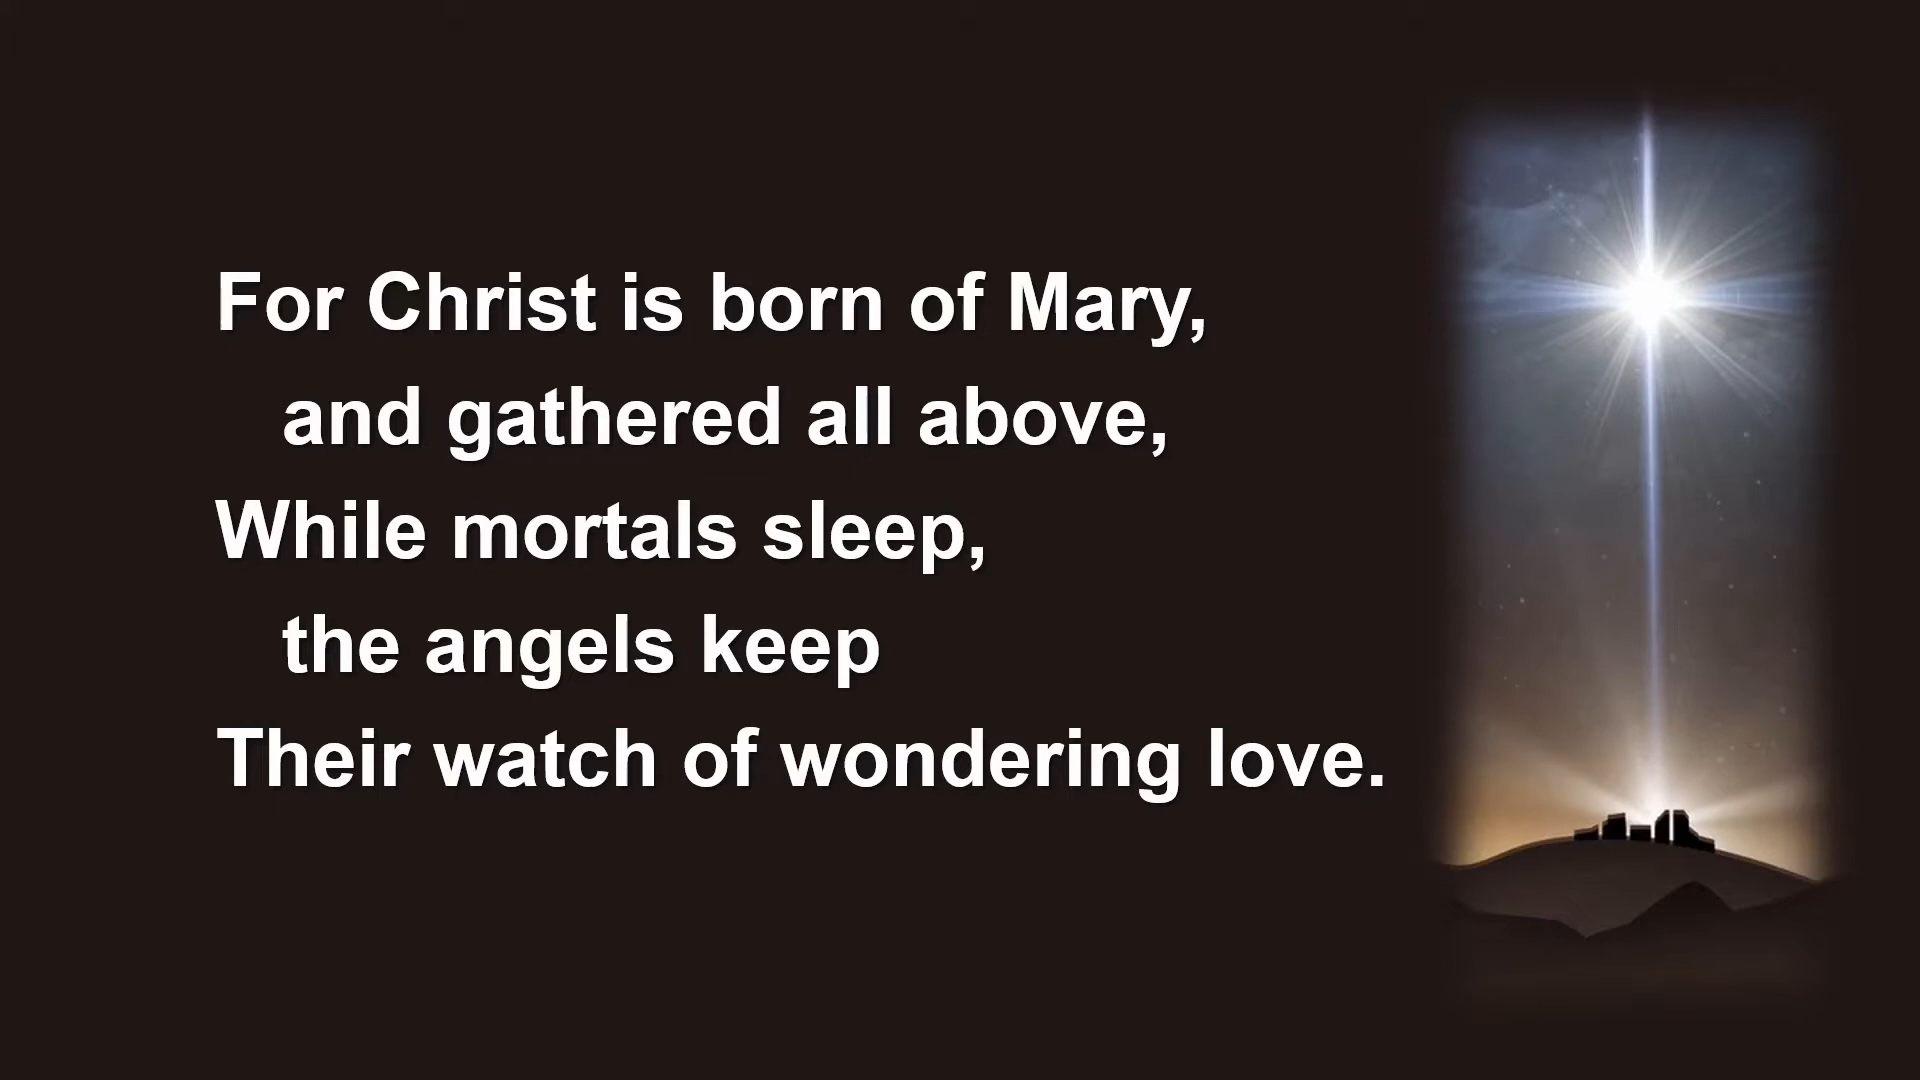 For Christ is born of Mary,
and gathered all above,
While mortals sleep,
the angels keep
Their watch of wondering love.